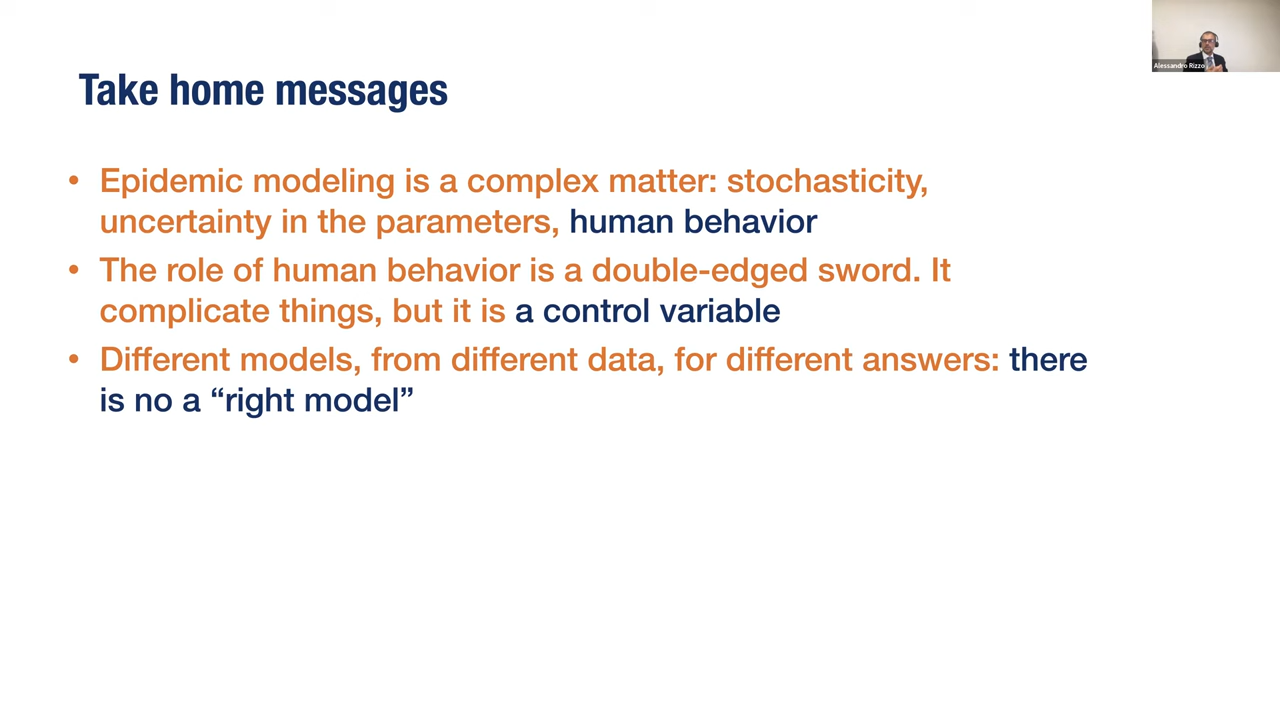 Alessandro Rizzo
Take home messages
• Epidemic modeling is a complex matter: stochasticity,
uncertainty in the parameters, human behavior
• The role of human behavior is a double-edged sword. It
complicate things, but it is a control variable
• Different models, from different data, for different answers: there
is no a “right model”